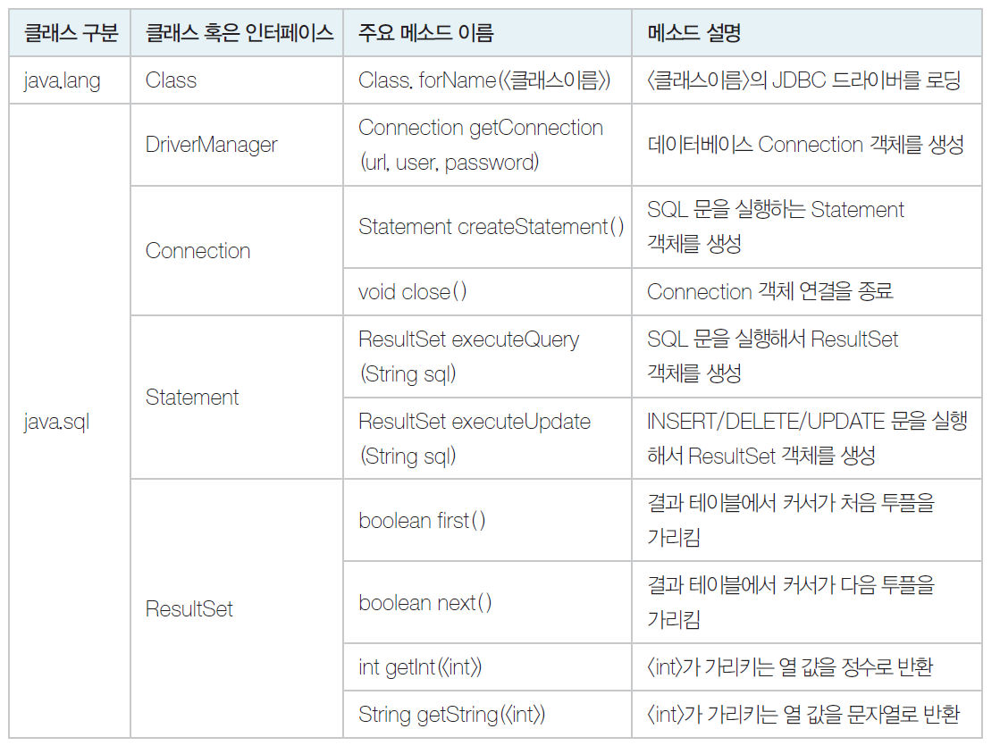 클래스 구분 클래스 혹은 인터페이스 주요 메소드 이름 메소드 설명
java.lang Class Class. forName(〈클래스이름〉) 〈클래스이름〉의 JDBC 드라이버를 로딩
java.sql
DriverManager
Connection getConnection
(url, user, password)
데이터베이스 Connection 객체를 생성
Connection
Statement createStatement()
SQL 문을 실행하는 Statement
객체를 생성
void close()
Connection 객체 연결을 종료
Statement
ResultSet executeQuery
(String sql)
SQL 문을 실행해서 ResultSet
객체를 생성
ResultSet executeUpdate
(String sql)
INSERT/DELETE/UPDATE 문을 실행
해서 ResultSet 객체를 생성
ResultSet
boolean first()
결과 테이블에서 커서가 처음 투플을
가리킴
boolean next()
결과 테이블에서 커서가 다음 투플을
가리킴
int getInt(〈int〉)
〈int〉가 가리키는 열 값을 정수로 반환
String getString(〈int〉)
〈int〉가 가리키는 열 값을 문자열로 반환